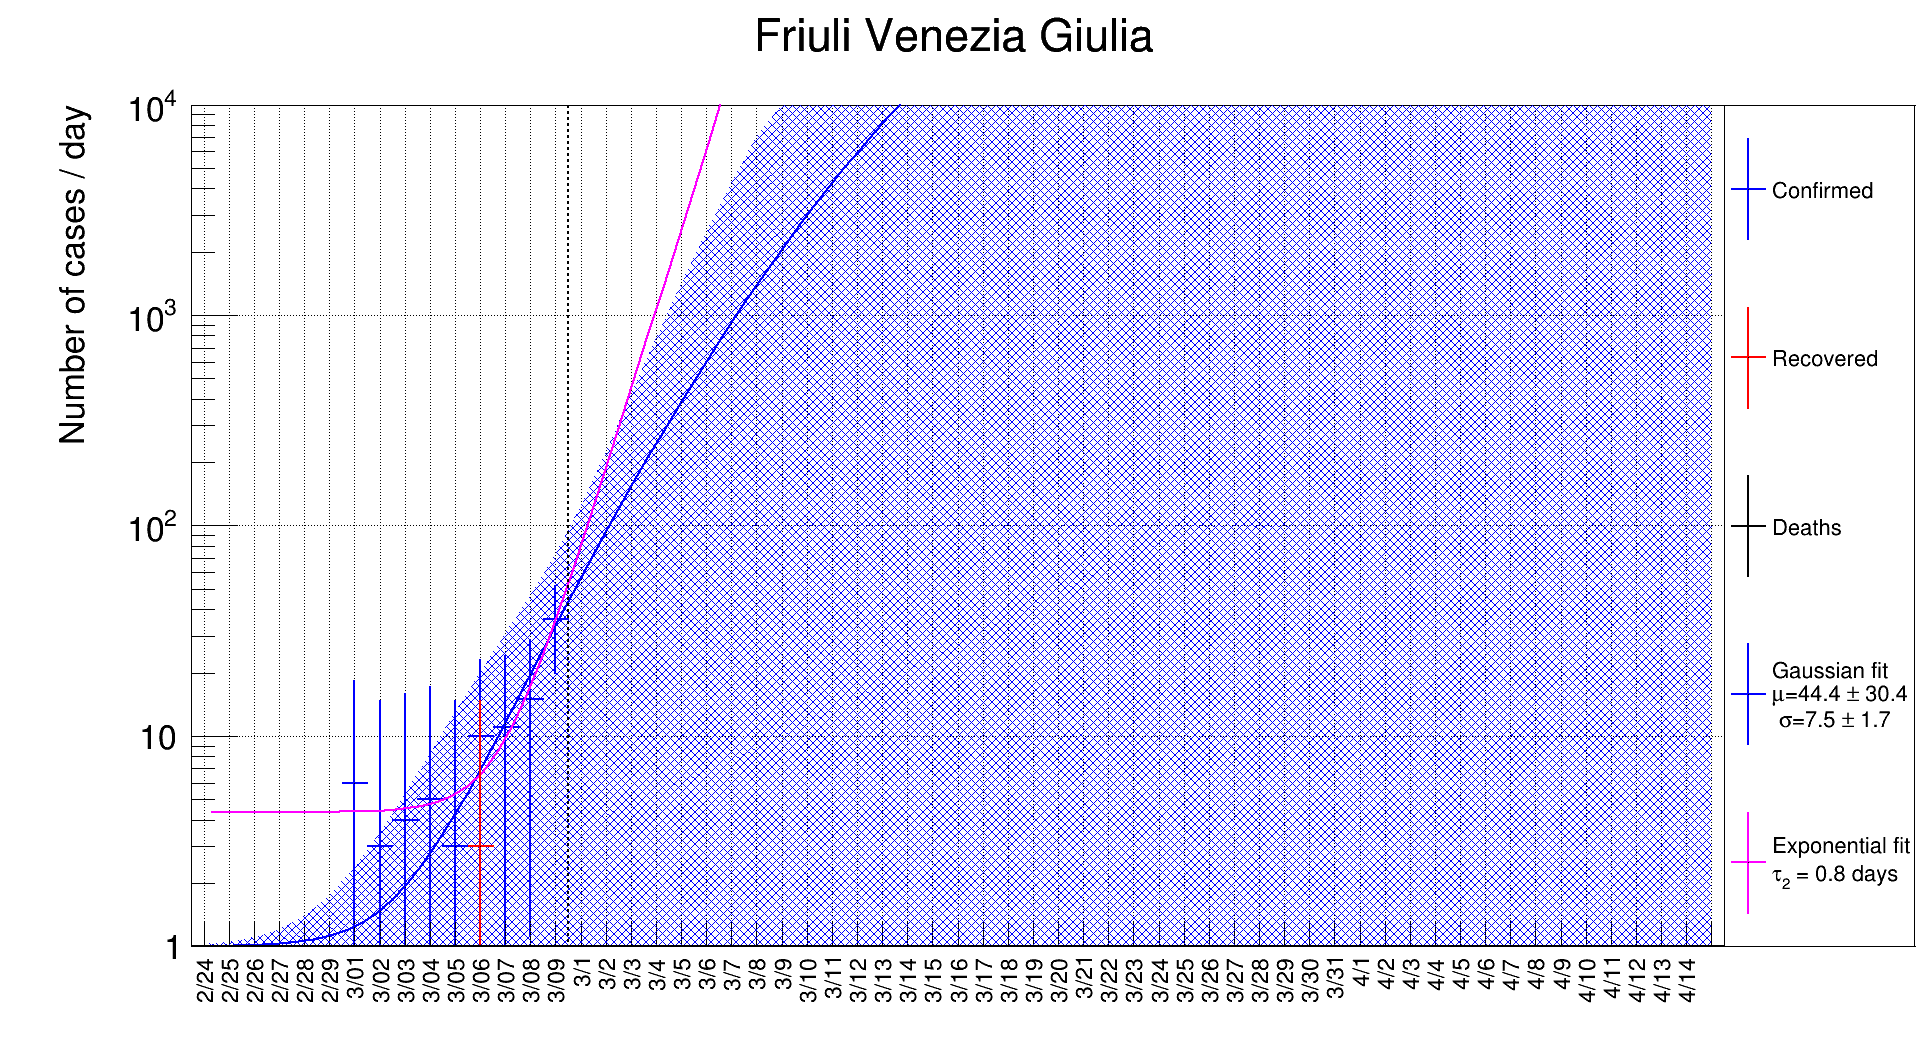 Friuli Venezia Giulia
Number of cases / day
10⁴
10³
10²
10
1
2/24 2/25 2/26 2/27 2/28 2/29 3/01 3/02 3/03 3/04 3/05 3/06 3/07 3/08 3/09 3/1 3/2 3/3 3/4 3/5 3/6 3/7 3/8 3/9 3/10 3/11 3/12 3/13 3/14 3/15 3/16 3/17 3/18 3/19 3/20 3/21 3/22 3/23 3/24 3/25 3/26 3/27 3/28 3/29 3/30 3/31 4/1 4/2 4/3 4/4 4/5 4/6 4/7 4/8 4/9 4/10 4/11 4/12 4/13 4/14
Confirmed
Recovered
Deaths
Gaussian fit
μ=44.4 ± 30.4
σ=7.5 ± 1.7
Exponential fit
τ₂ = 0.8 days